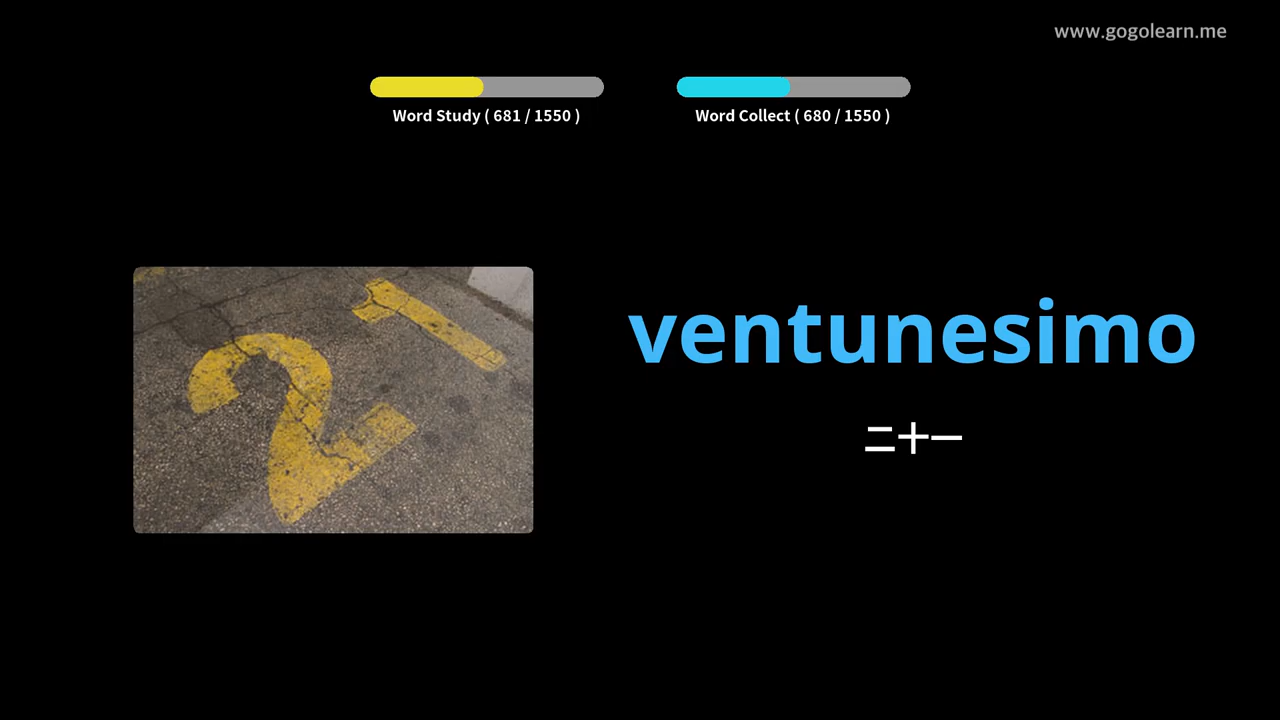 www.gogolearn.me
Word Study ( 681 / 1550 )
Word Collect ( 680 / 1550 )
21
ventunesimo
二十一